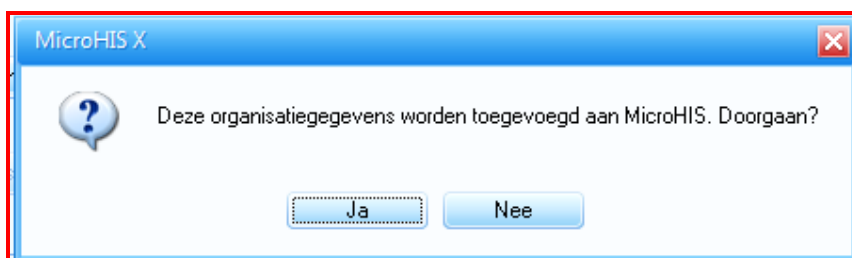 MicroHIS X
Deze organisatiegegevens worden toegevoegd aan MicroHIS. Doorgaan?
Ja
Nee